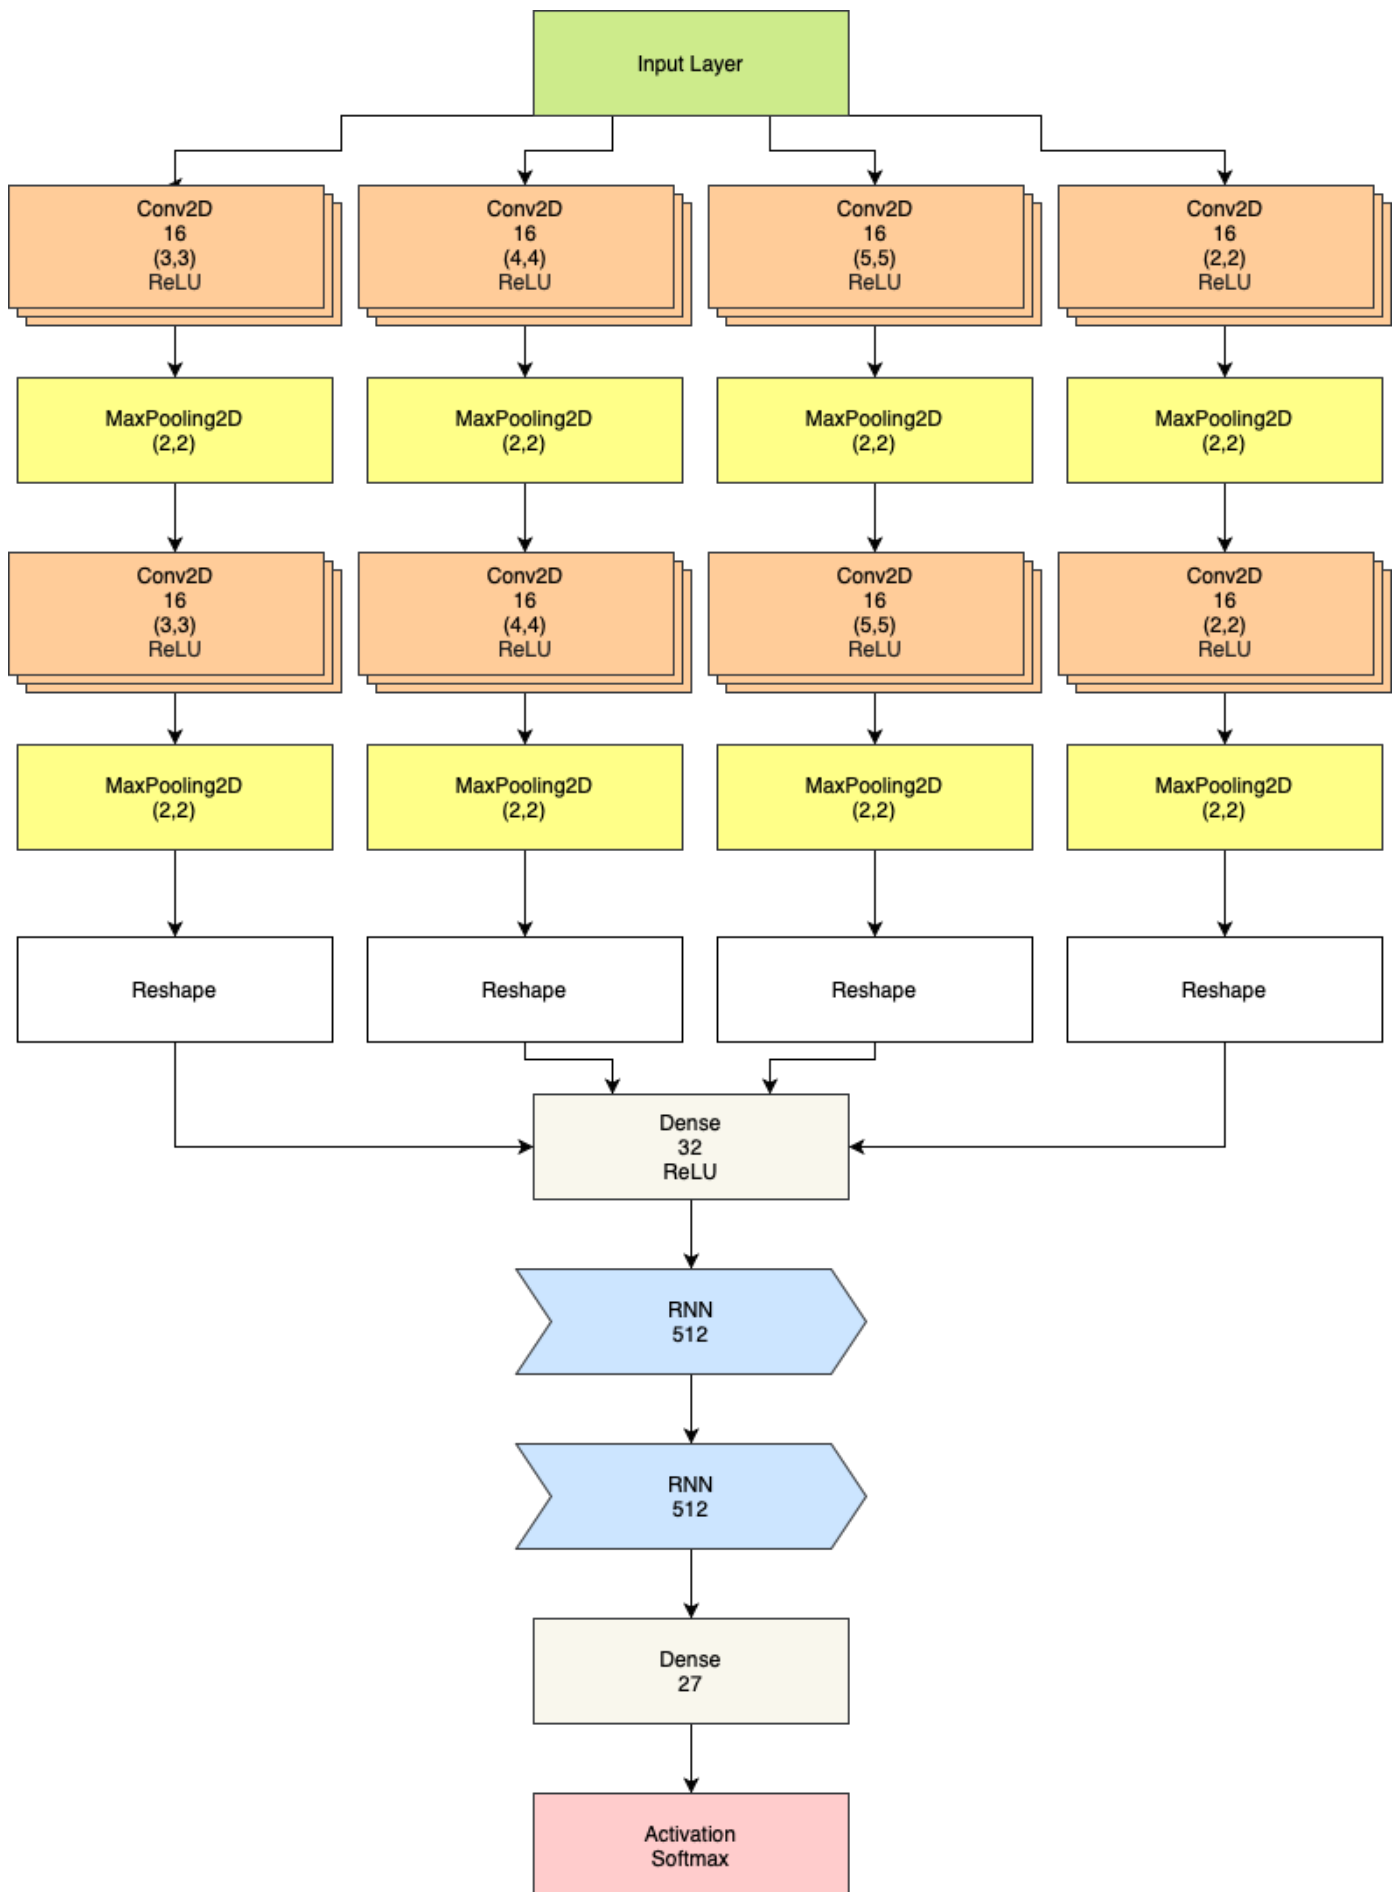 Input Layer
Conv2D
16
(3,3)
ReLU
Conv2D
16
(4,4)
ReLU
Conv2D
16
(5,5)
ReLU
Conv2D
16
(2,2)
ReLU
MaxPooling2D
(2,2)
MaxPooling2D
(2,2)
MaxPooling2D
(2,2)
MaxPooling2D
(2,2)
Conv2D
16
(3,3)
ReLU
Conv2D
16
(4,4)
ReLU
Conv2D
16
(5,5)
ReLU
Conv2D
16
(2,2)
ReLU
MaxPooling2D
(2,2)
MaxPooling2D
(2,2)
MaxPooling2D
(2,2)
MaxPooling2D
(2,2)
Reshape
Reshape
Reshape
Reshape
Dense
32
ReLU
RNN
512
RNN
512
Dense
27
Activation
Softmax